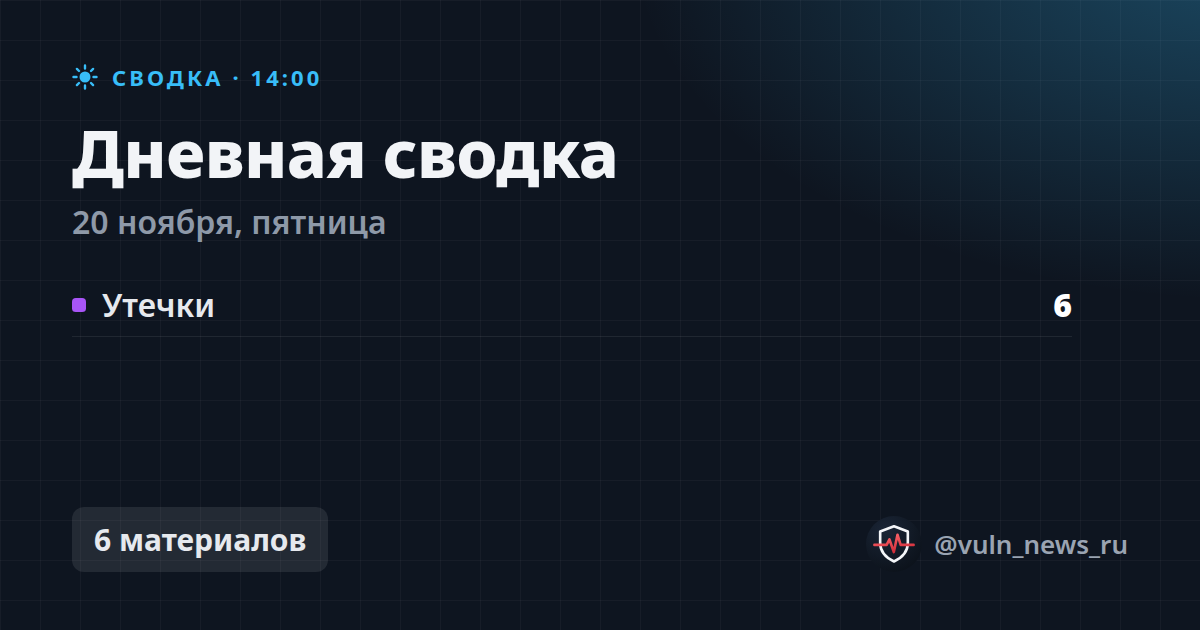 СВОДКА · 14:00
Дневная сводка
20 ноября, пятница
Утечки 6
6 материалов
@vuln_news_ru